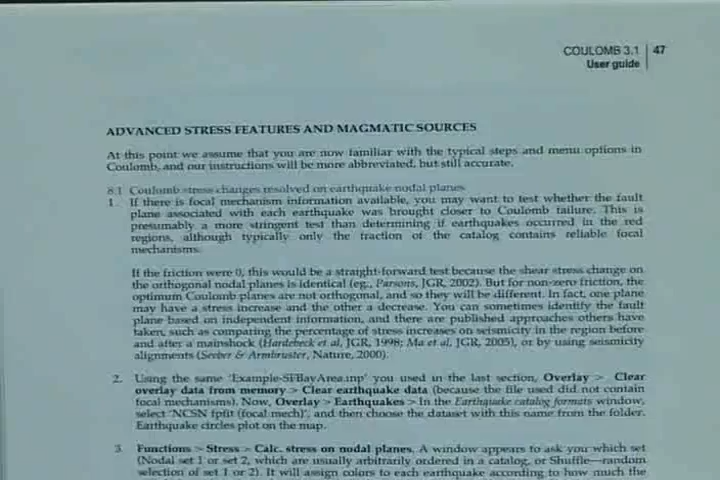 COULOMB 3.1 47
User guide
ADVANCED STRESS FEATURES AND MAGMATIC SOURCES
At this point we assume that you are now familiar with the typical steps and menu options in
Coulomb, and our instructions will be more abbreviated, but still accurate.
8.1 Coulomb stress changes resolved on earthquake nodal planes
1. If there is focal mechanism information available, you may want to test whether the fault
plane associated with each earthquake was brought closer to Coulomb failure. This is
presumably a more stringent test than determining if earthquakes occurred in the red
regions, although typically only the fraction of the catalog contains reliable focal
mechanisms.
If the friction were 0, this would be a straight-forward test because the shear stress change on
the orthogonal nodal planes is identical (eg., Parsons, JGR, 2002). But for non-zero friction, the
optimum Coulomb planes are not orthogonal, and so they will be different. In fact, one plane
may have a stress increase and the other a decrease. You can sometimes identify the fault
plane based on independent information, and there are published approaches others have
taken, such as comparing the percentage of stress increases on seismicity in the region before
and after a mainshock (Hardebeck et al, JGR, 1998; Ma et al, JGR, 2005), or by using seismicity
alignments (Seeber & Armbruster, Nature, 2000).
2. Using the same 'Example-SFBayArea.inp' you used in the last section, Overlay > Clear
overlay data from memory > Clear earthquake data (because the file used did not contain
focal mechanisms). Now, Overlay > Earthquakes > In the Earthquake catalog formats window,
select 'NCSN fpfit (focal mech)', and then choose the dataset with this name from the folder.
Earthquake circles plot on the map.
3. Functions > Stress > Calc. stress on nodal planes. A window appears to ask you which set
(Nodal set 1 or set 2, which are usually arbitrarily ordered in a catalog, or Shuffle—random
selection of set 1 or 2). It will assign colors to each earthquake according to how much the